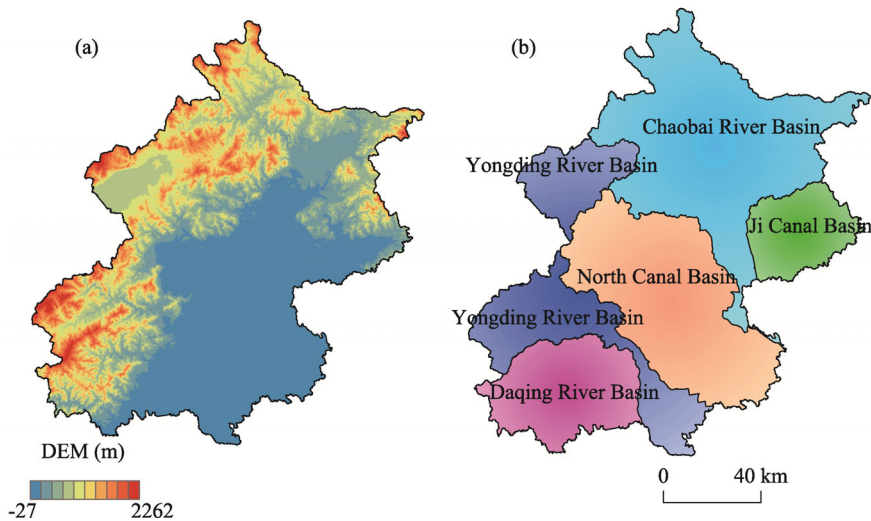 (a)
DEM (m)
-27 2262
(b)
Chaobai River Basin
Yongding River Basin
Ji Canal Basin
North Canal Basin
Yongding River Basin
Daqing River Basin
0 40 km